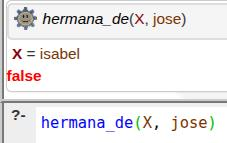 hermana_de(X, jose)
X = isabel
false
?- hermana_de(X, jose)